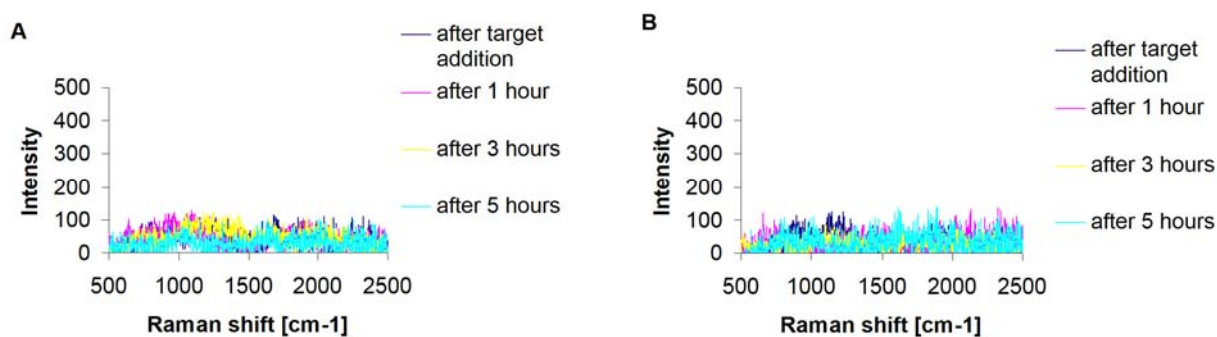 A
after target
addition
after 1 hour
after 3 hours
after 5 hours
500
400
300
200
100
0
Intensity
500 1000 1500 2000 2500
Raman shift [cm-1]
B
after target
addition
after 1 hour
after 3 hours
after 5 hours
500
400
300
200
100
0
Intensity
500 1000 1500 2000 2500
Raman shift [cm-1]